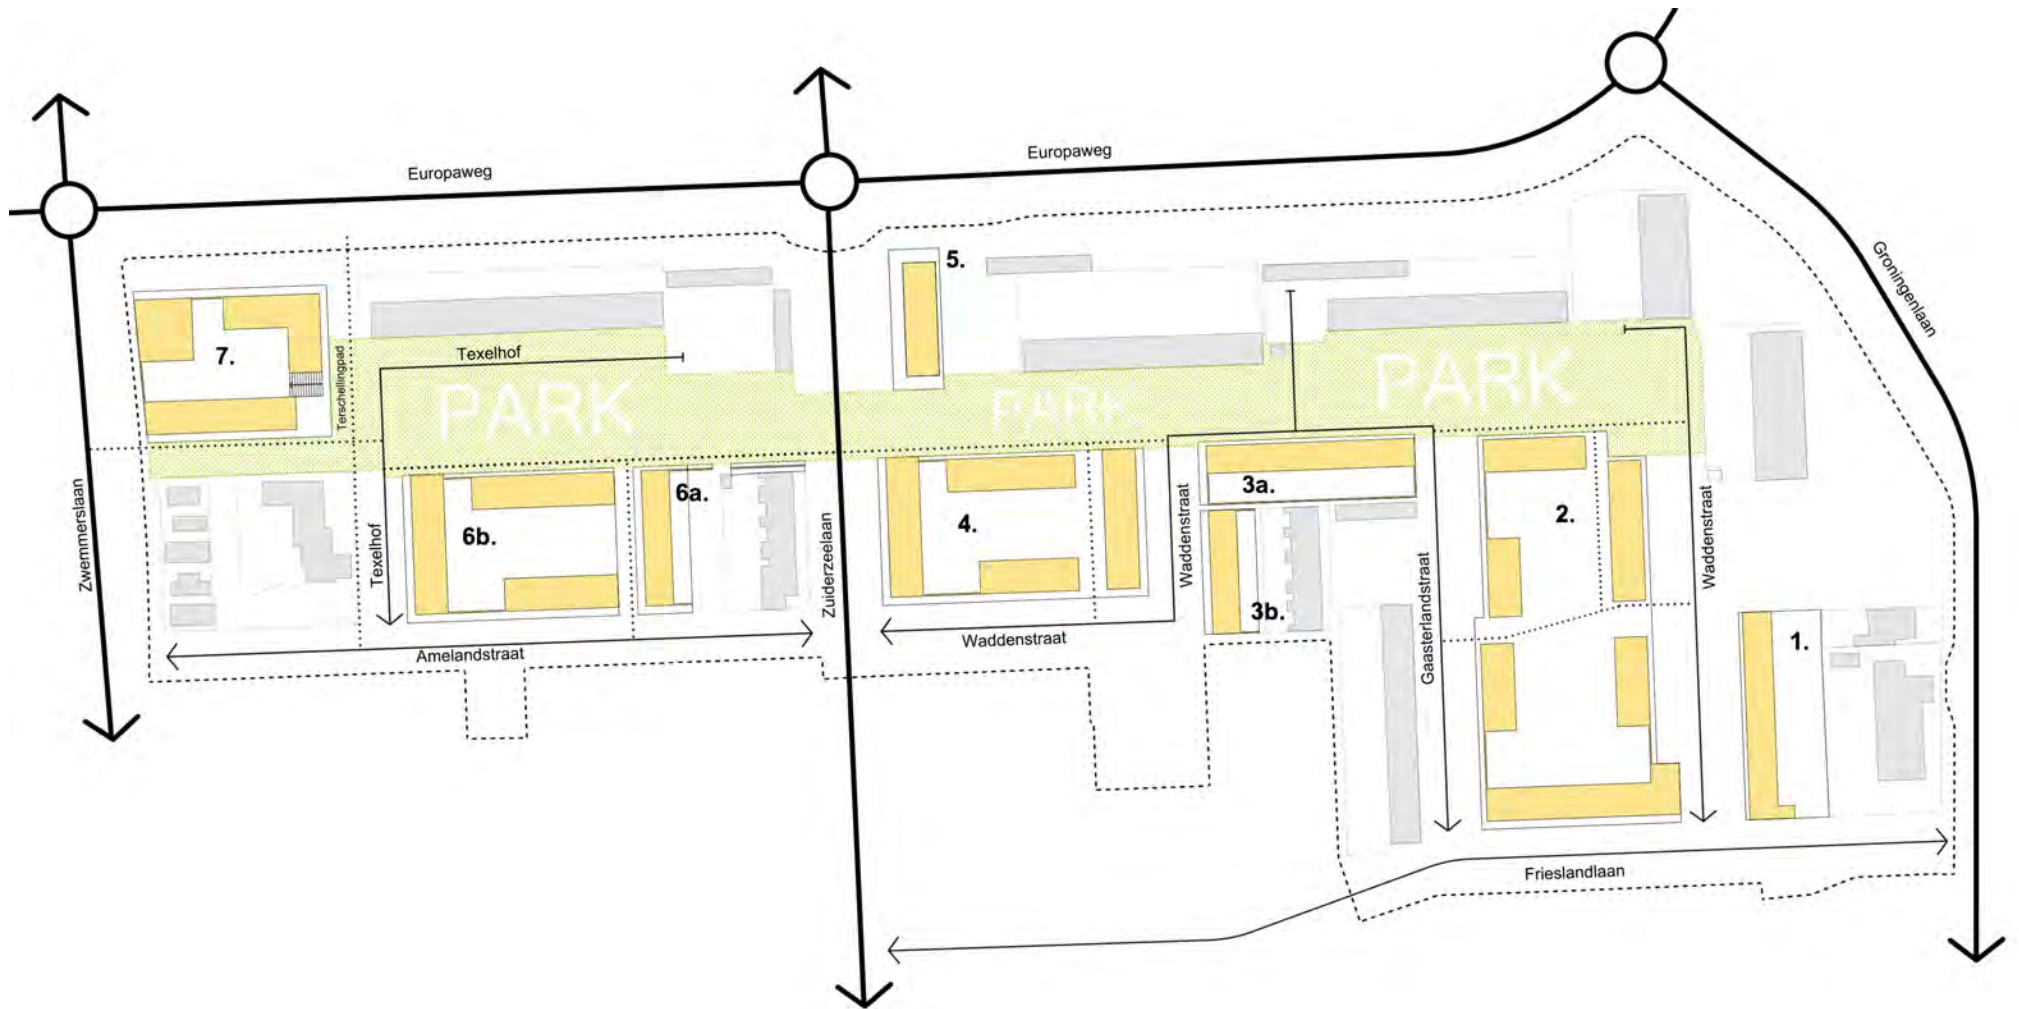 Europaweg
Europaweg
Groningenlaan
5.
7.
Terschellingpad
Texelhof
PARK
PARK
PARK
Zwemmerslaan
Texelhof
6b.
6a.
Zuiderzeelaan
4.
Waddenstraat
3a.
3b.
Gaasterlandstraat
2.
Waddenstraat
1.
Amelandstraat
Waddenstraat
Frieslandlaan